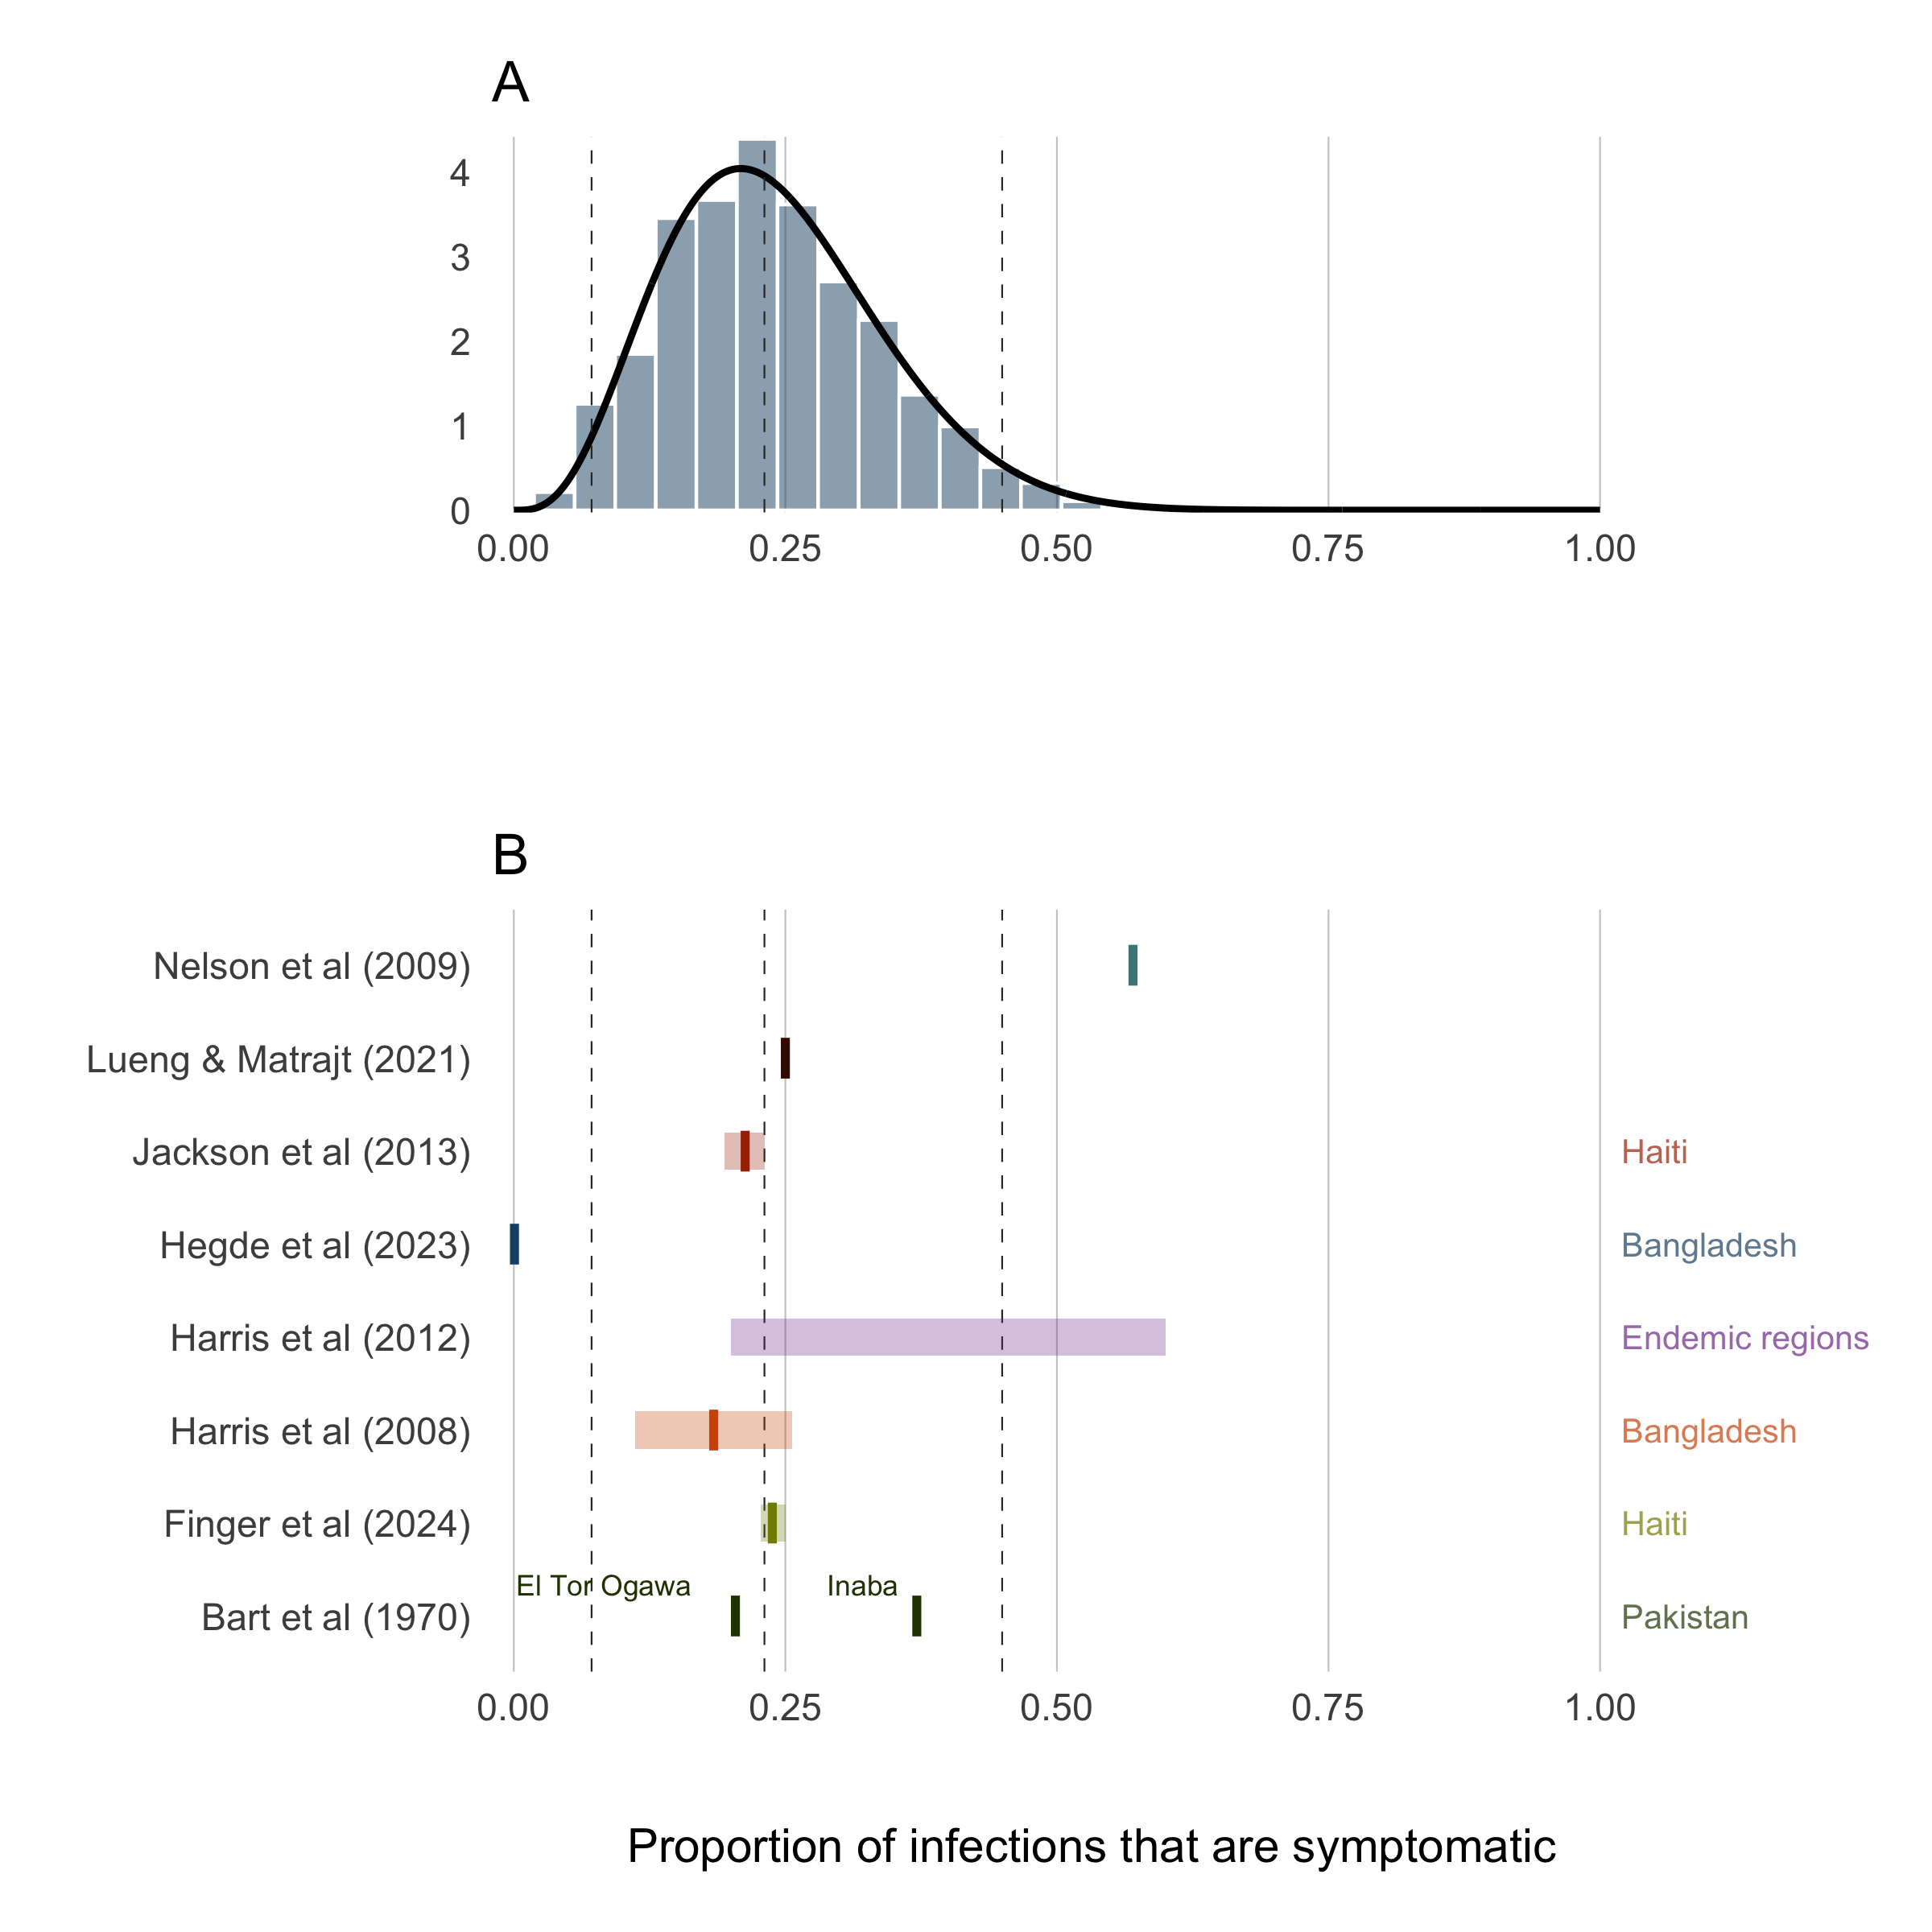 A
4
3
2
1
0
0.00 0.25 0.50 0.75 1.00
B
Nelson et al (2009)
Lueng & Matrajt (2021)
Jackson et al (2013) Haiti
Hegde et al (2023) Bangladesh
Harris et al (2012) Endemic regions
Harris et al (2008) Bangladesh
Finger et al (2024) Haiti
El Tor Ogawa Inaba
Bart et al (1970) Pakistan
0.00 0.25 0.50 0.75 1.00
Proportion of infections that are symptomatic